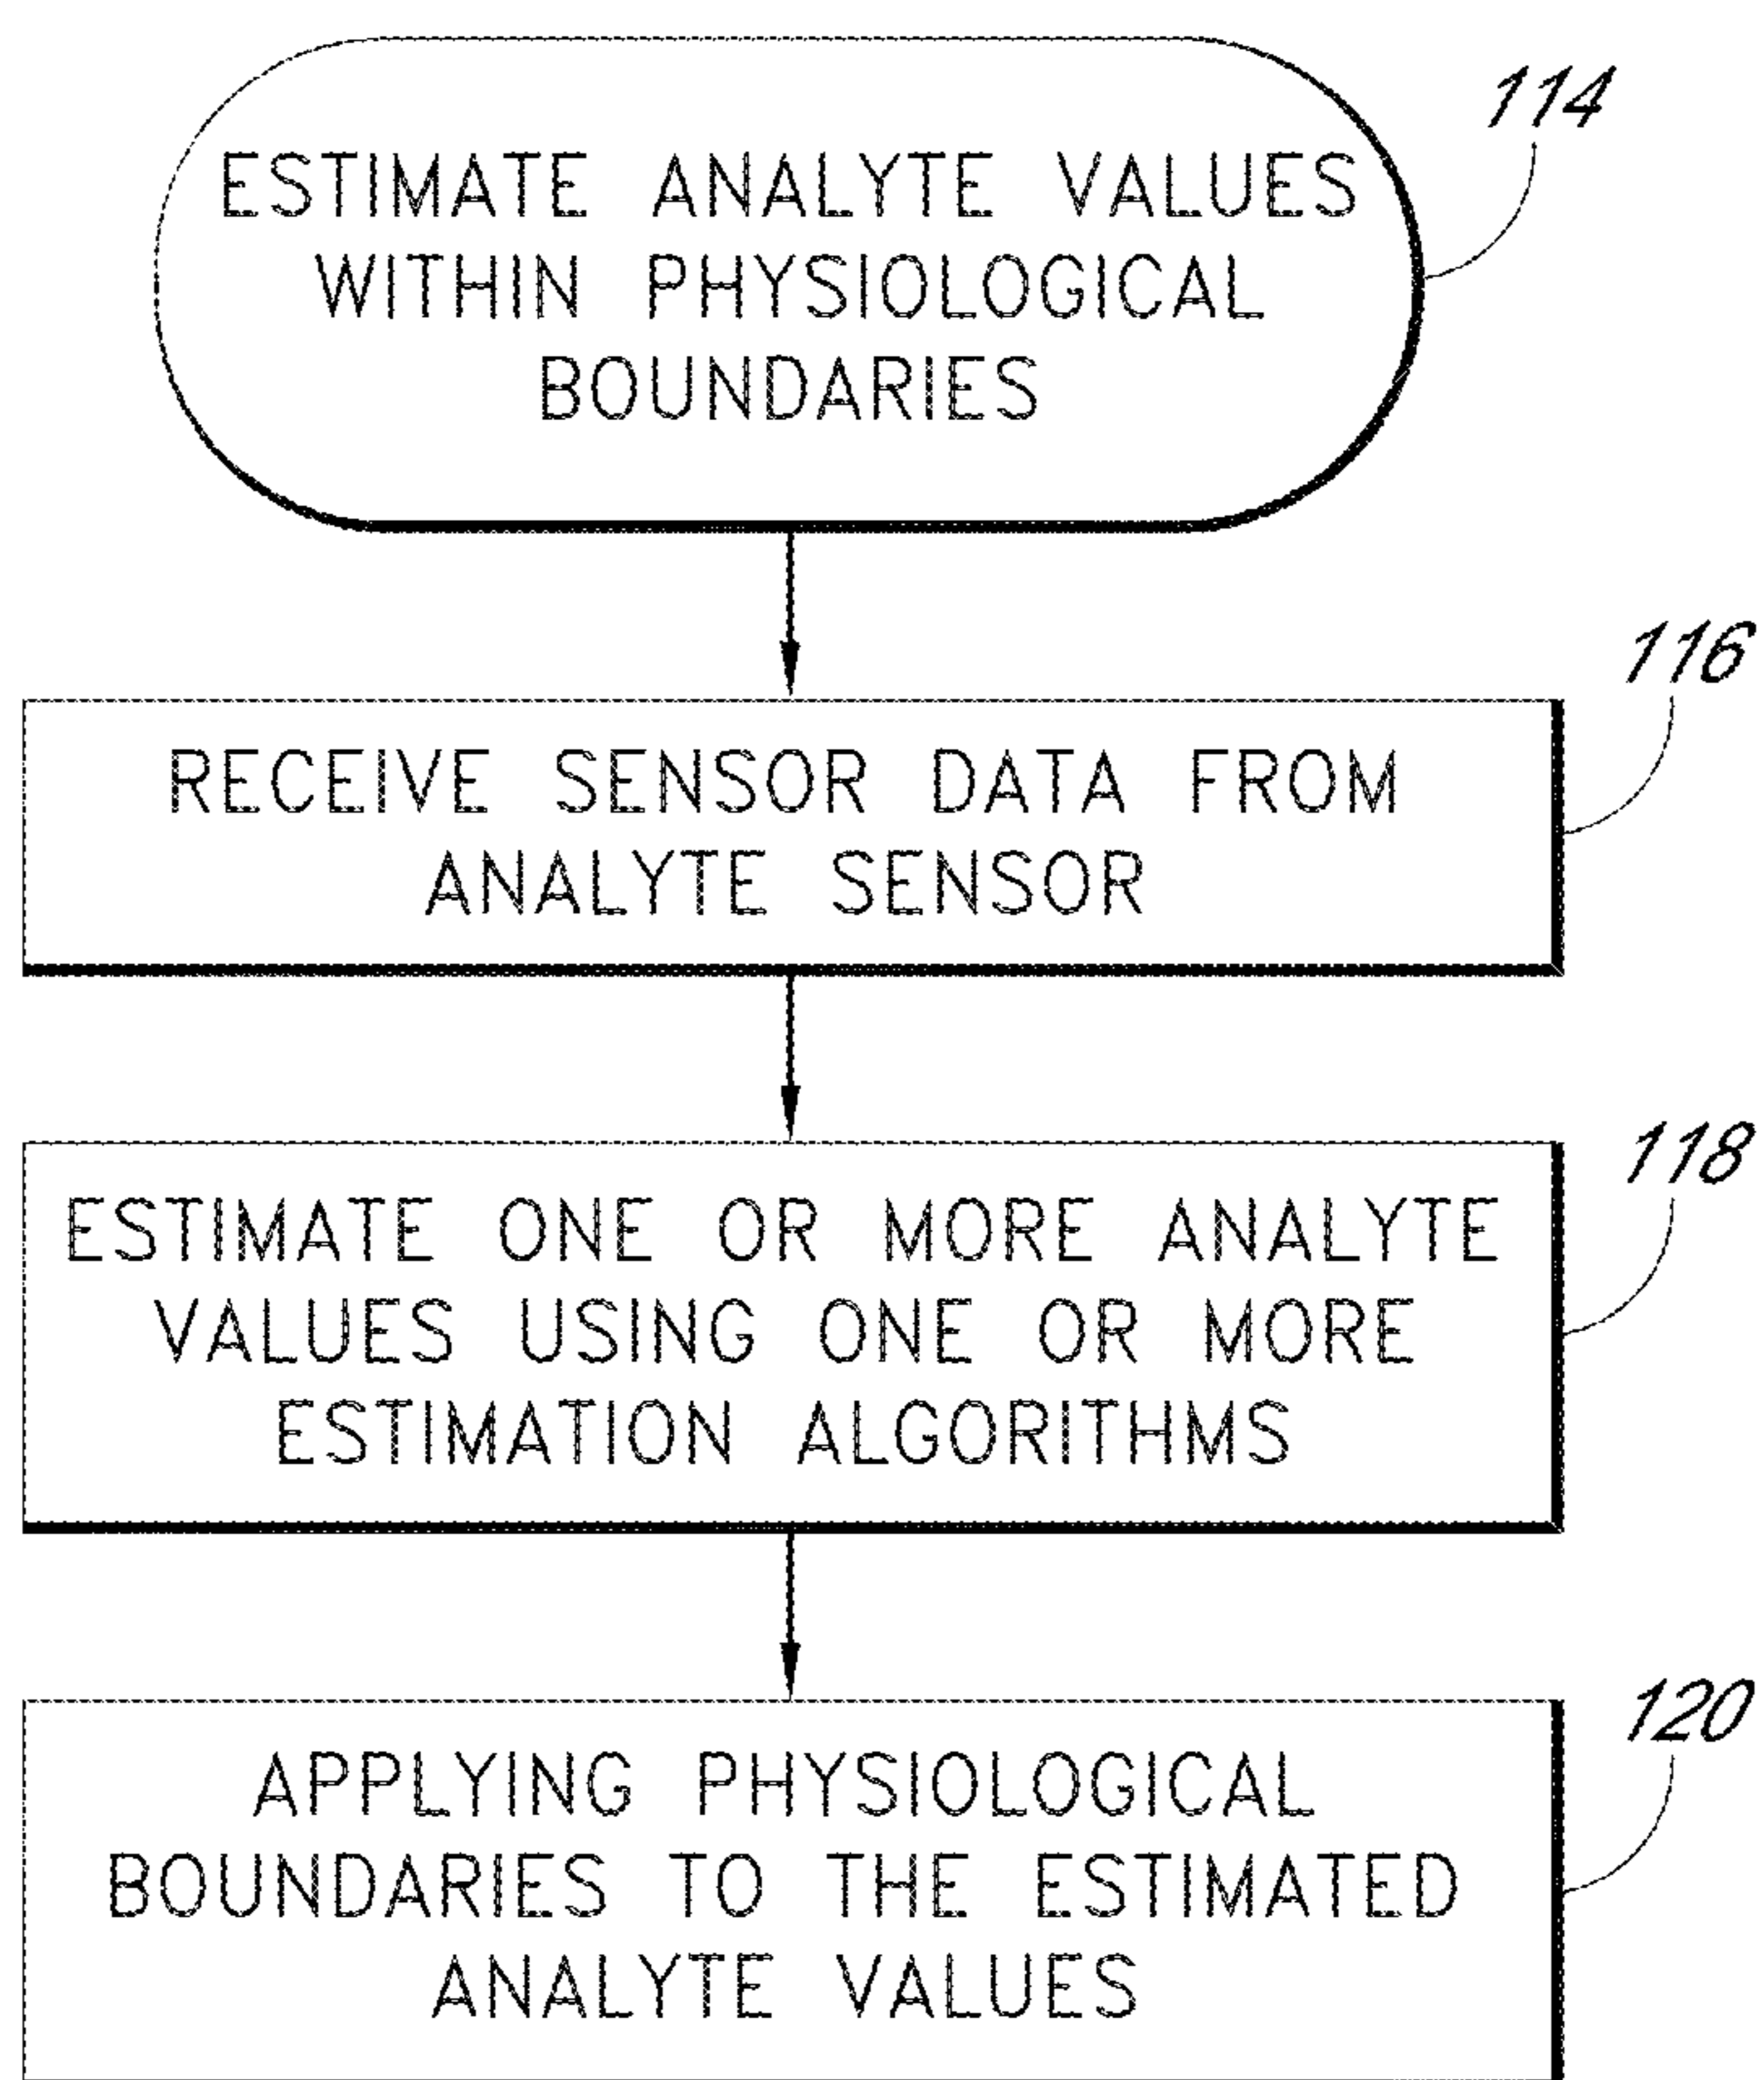 ESTIMATE ANALYTE VALUES
WITHIN PHYSIOLOGICAL
BOUNDARIES
114
RECEIVE SENSOR DATA FROM
ANALYTE SENSOR
116
ESTIMATE ONE OR MORE ANALYTE
VALUES USING ONE OR MORE
ESTIMATION ALGORITHMS
118
APPLYING PHYSIOLOGICAL
BOUNDARIES TO THE ESTIMATED
ANALYTE VALUES
120